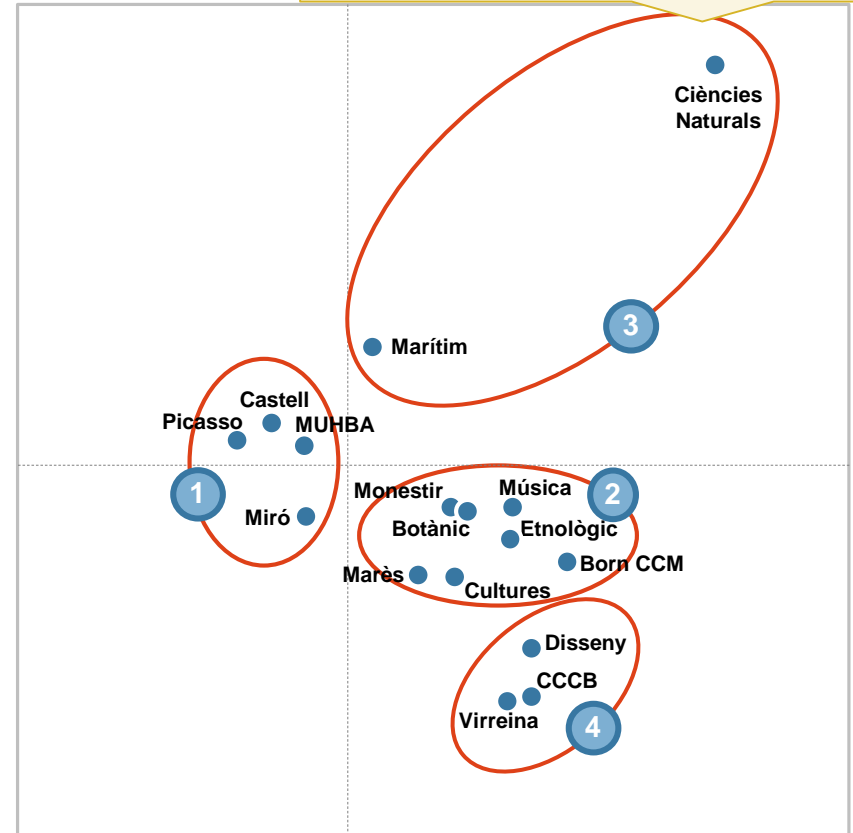 Ciències
Naturals
3
Marítim
Castell
Picasso
MUHBA
1
Miró
2
Monestir
Música
Botànic
Etnològic
Born CCM
Marès
Cultures
Disseny
CCCB
Virreina
4